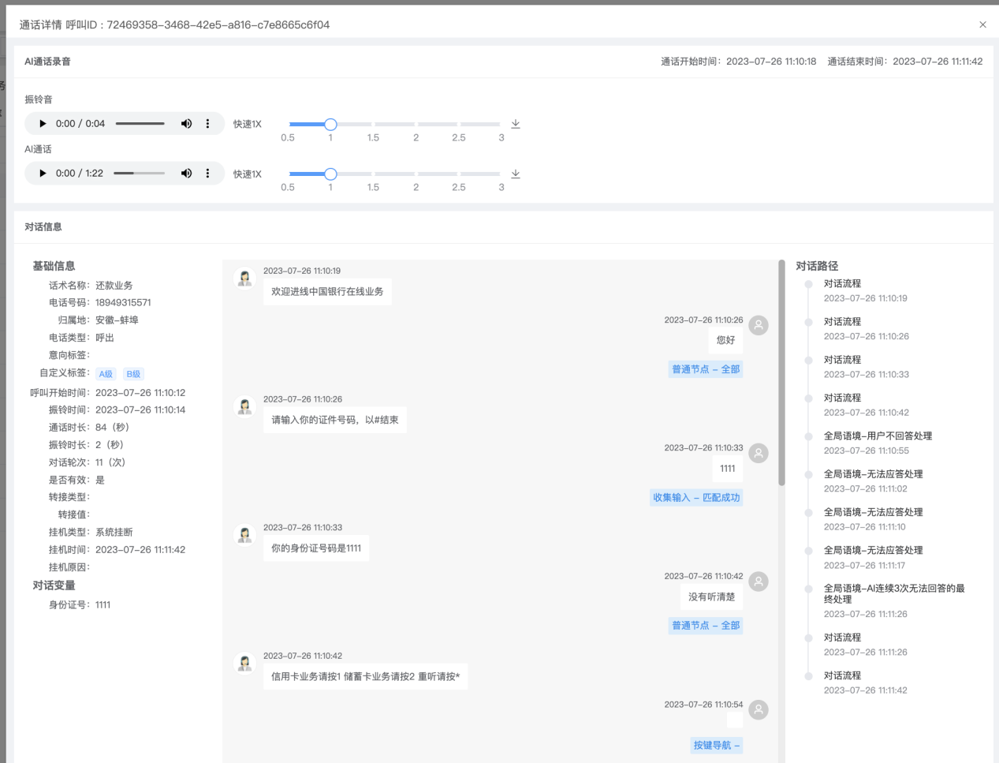 通话详情 呼叫ID：72469358-3468-42e5-a816-c7e8665c6f04
AI通话录音
通话开始时间：2023-07-26 11:10:18 通话结束时间：2023-07-26 11:11:42
振铃音
0:00 / 0:04
快速1X
0.5 1 1.5 2 2.5 3
AI通话
0:00 / 1:22
快速1X
0.5 1 1.5 2 2.5 3
对话信息
基础信息
话术名称：还款业务
电话号码：18949315571
归属地：安徽-蚌埠
电话类型：呼出
意向标签：
自定义标签：A级 B级
呼叫开始时间：2023-07-26 11:10:12
振铃时间：2023-07-26 11:10:14
通话时长：84（秒）
振铃时长：2（秒）
对话轮次：11（次）
是否有效：是
转接类型：
转接值：
挂机类型：系统挂断
挂机时间：2023-07-26 11:11:42
挂机原因：
对话变量
身份证号：1111
2023-07-26 11:10:19
欢迎进线中国银行在线业务
2023-07-26 11:10:26
您好
普通节点 - 全部
2023-07-26 11:10:26
请输入你的证件号码，以#结束
2023-07-26 11:10:33
1111
收集输入 - 匹配成功
2023-07-26 11:10:33
你的身份证号码是1111
2023-07-26 11:10:42
没有听清楚
普通节点 - 全部
2023-07-26 11:10:42
信用卡业务请按1 储蓄卡业务请按2 重听请按*
2023-07-26 11:10:54
按键导航 -
对话路径
对话流程
2023-07-26 11:10:19
对话流程
2023-07-26 11:10:26
对话流程
2023-07-26 11:10:33
对话流程
2023-07-26 11:10:42
全局语境-用户不回答处理
2023-07-26 11:10:55
全局语境-无法应答处理
2023-07-26 11:11:02
全局语境-无法应答处理
2023-07-26 11:11:10
全局语境-无法应答处理
2023-07-26 11:11:17
全局语境-AI连续3次无法回答的最
终处理
2023-07-26 11:11:26
对话流程
2023-07-26 11:11:26
对话流程
2023-07-26 11:11:42